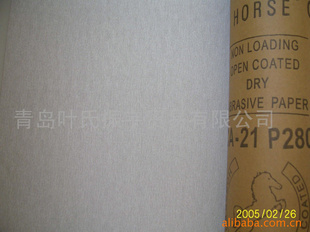 HORSE
NON LOADING
OPEN COATED
DRY
ABRASIVE PAPER
A-21 P280
青岛叶氏
有限公司
COATED
2005/02/26